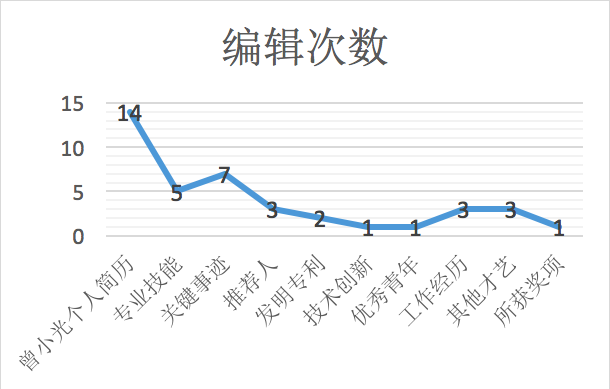 编辑次数
15
10
5
0
14
5
7
3
2
1
1
3
3
1
曾小光个人简历
专业技能
关键事迹
推荐人
发明专利
技术创新
优秀青年
工作经历
其他才艺
所获奖项